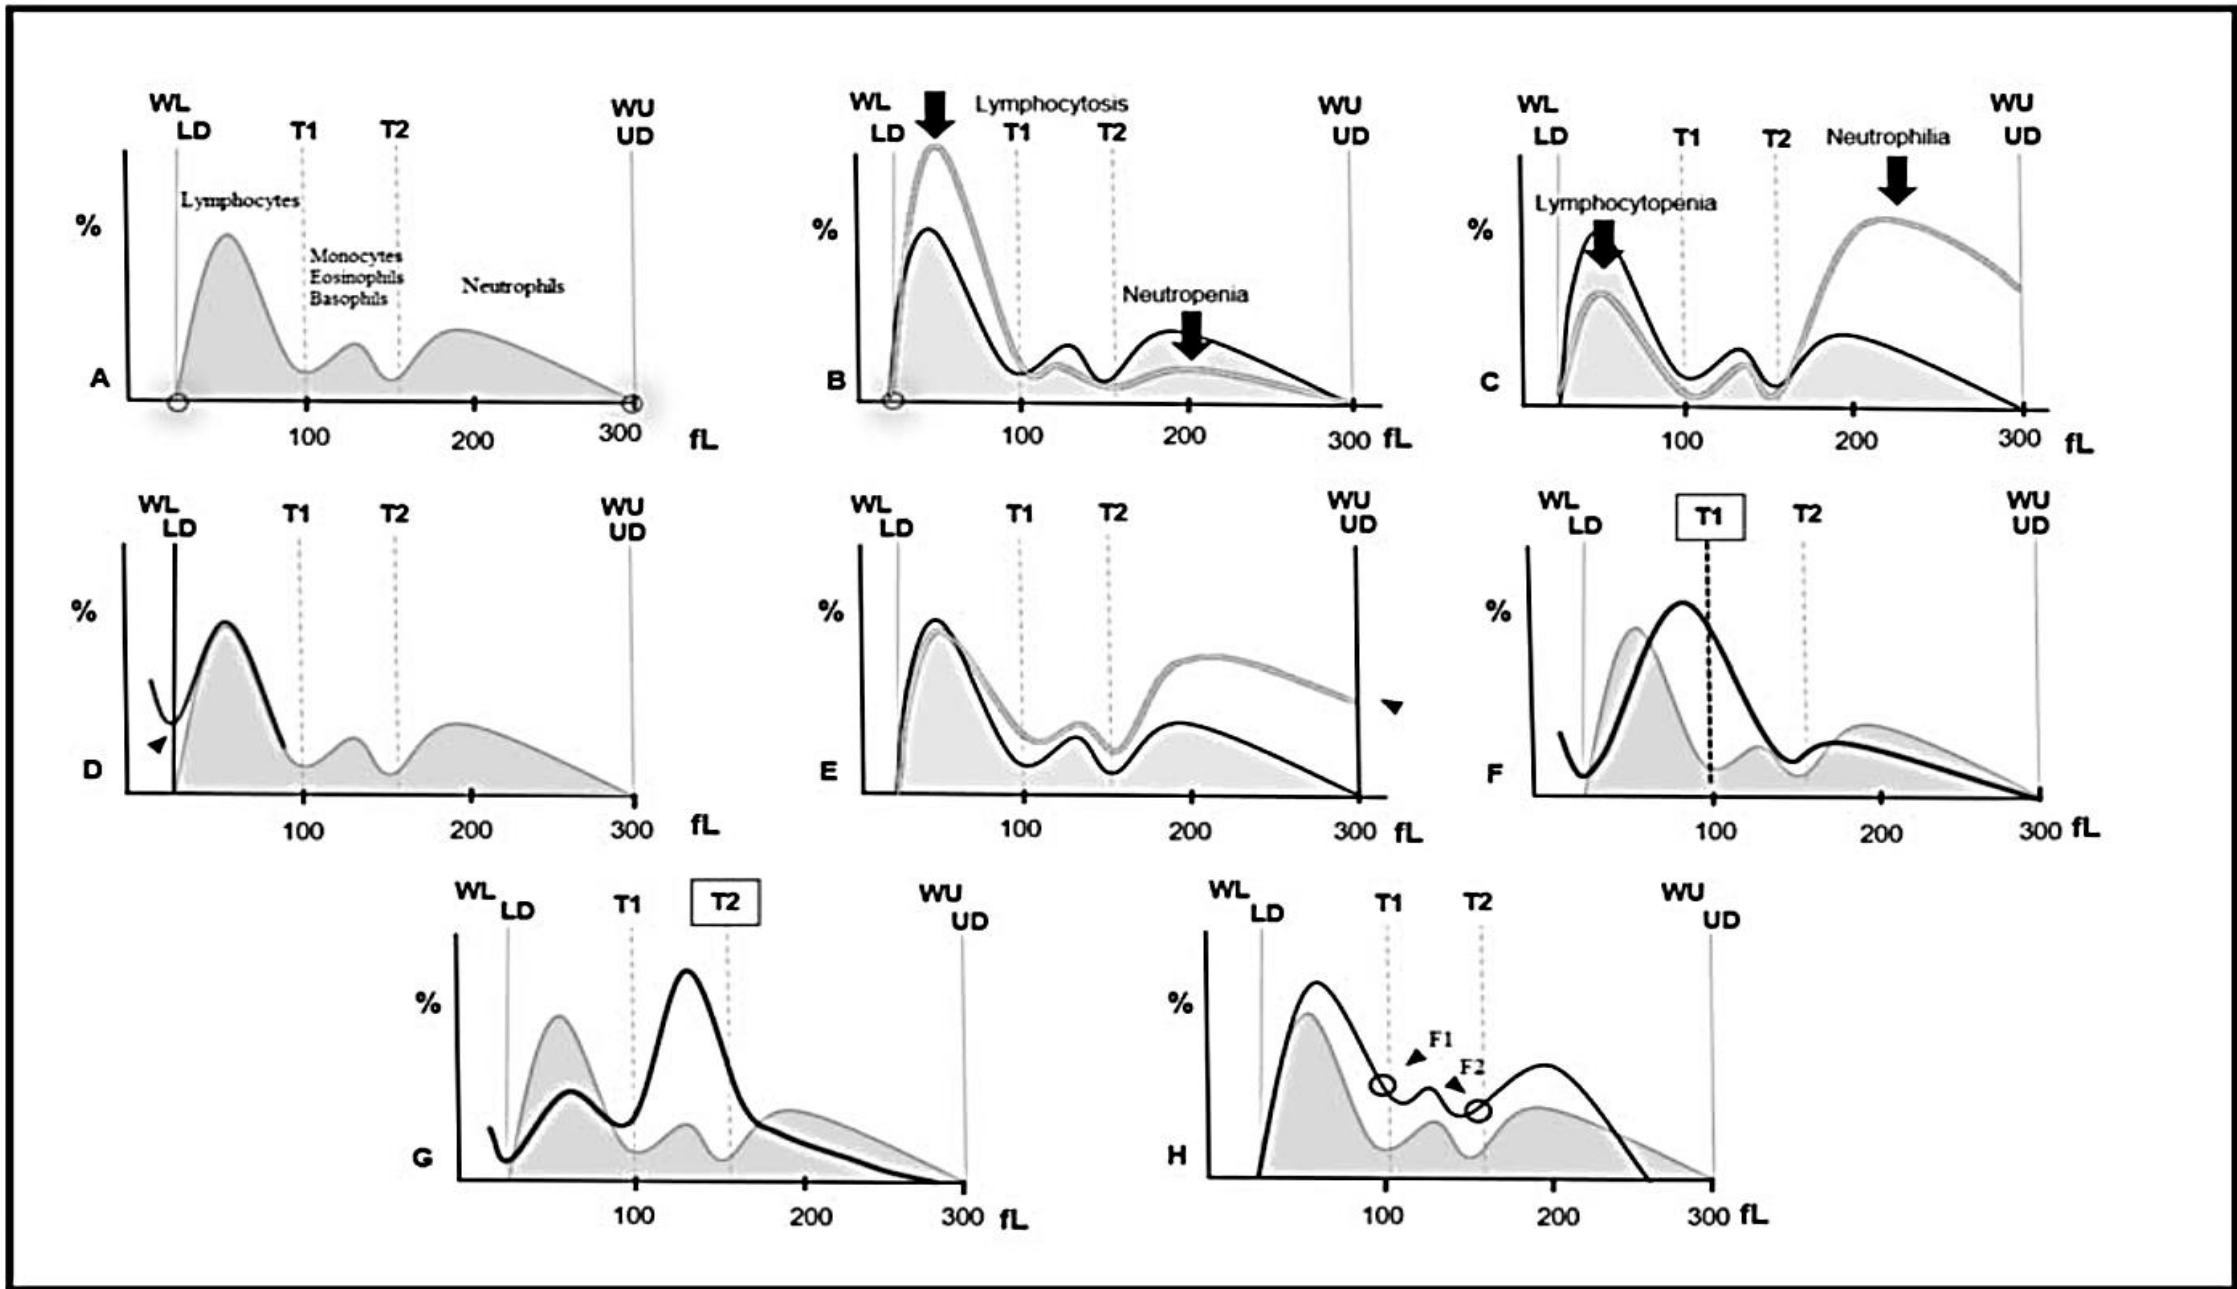 WL
LD
T1
T2
WU
UD
Lymphocytes
Monocytes
Eosinophils
Basophils
Neutrophils
%
A
100
200
300
fL
WL
LD
Lymphocytosis
T1
T2
WU
UD
%
Neutropenia
B
100
200
300
fL
WL
LD
T1
T2
Neutrophilia
WU
UD
Lymphocytopenia
%
C
100
200
300
fL
WL
LD
T1
T2
WU
UD
%
D
100
200
300
fL
WL
LD
T1
T2
WU
UD
%
E
100
200
300
fL
WL
LD
T1
T2
WU
UD
%
F
100
200
300
fL
WL
LD
T1
T2
WU
UD
%
G
100
200
300
fL
WL
LD
T1
T2
WU
UD
%
F1
F2
H
100
200
300
fL